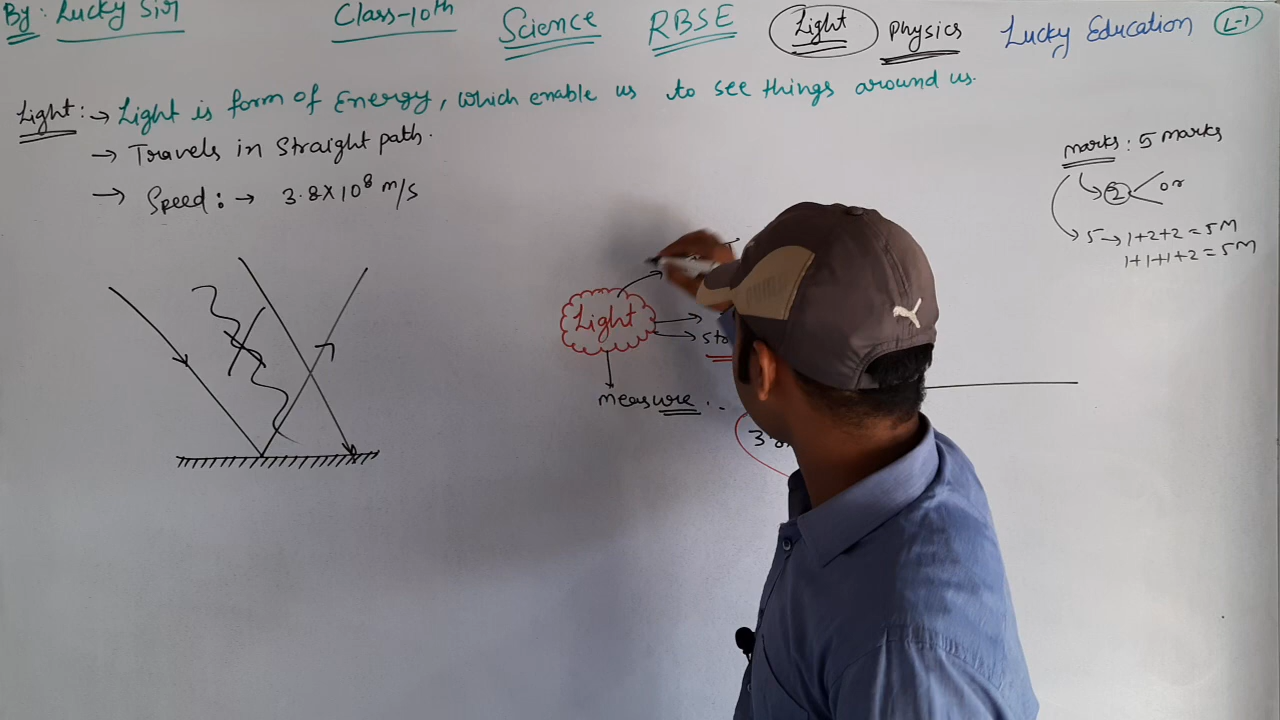 By: Lucky Sir Class-10th Science RBSE Light Physics Lucky Education L-1
Light :→ Light is form of Energy, which enable us to see things around us.
→ Travels in Straight path.
→ Speed: → 3.8×10⁸ m/s
marks: 5 marks
2 or
5 → 1+2+2 = 5M
1+1+1+2 = 5M
Light
measure